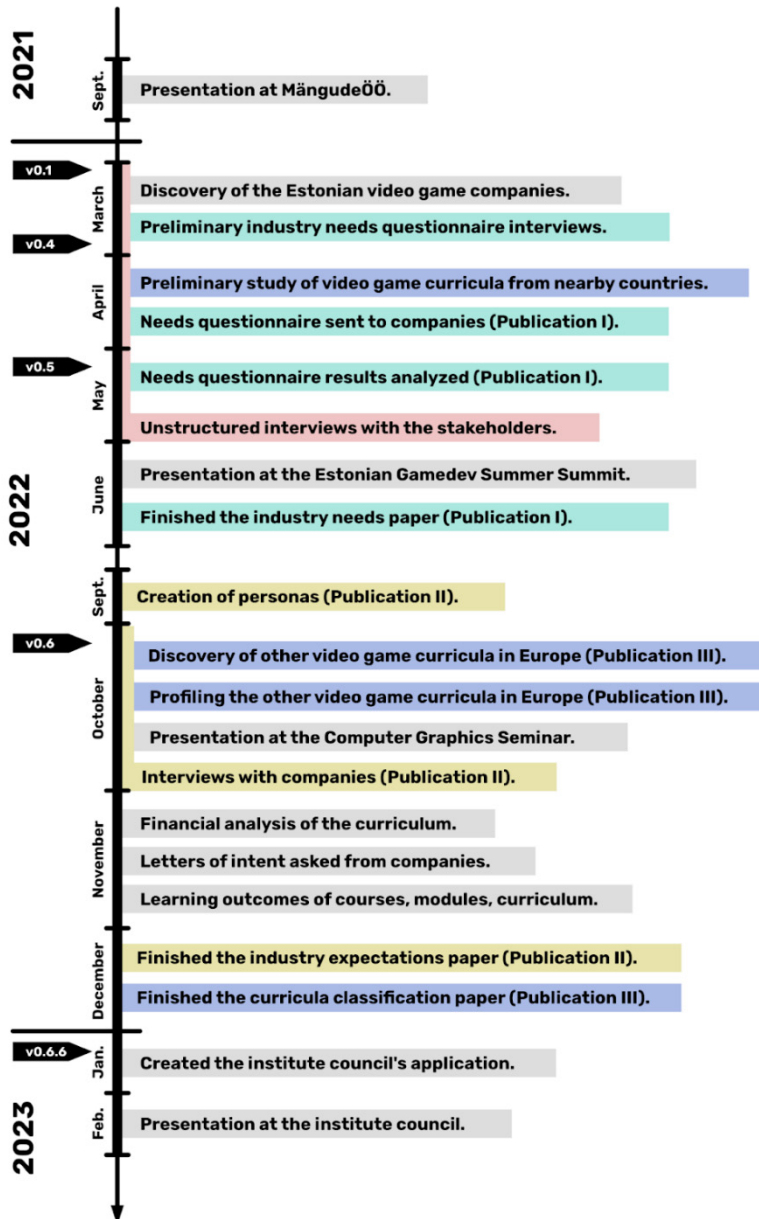 2021
Sept.
Presentation at MängudeÖÖ.
2022
v0.1
March
Discovery of the Estonian video game companies.
Preliminary industry needs questionnaire interviews.
v0.4
April
Preliminary study of video game curricula from nearby countries.
Needs questionnaire sent to companies (Publication I).
v0.5
May
Needs questionnaire results analyzed (Publication I).
Unstructured interviews with the stakeholders.
June
Presentation at the Estonian Gamedev Summer Summit.
Finished the industry needs paper (Publication I).
Sept.
Creation of personas (Publication II).
v0.6
October
Discovery of other video game curricula in Europe (Publication III).
Profiling the other video game curricula in Europe (Publication III).
Presentation at the Computer Graphics Seminar.
Interviews with companies (Publication II).
November
Financial analysis of the curriculum.
Letters of intent asked from companies.
Learning outcomes of courses, modules, curriculum.
December
Finished the industry expectations paper (Publication II).
Finished the curricula classification paper (Publication III).
2023
v0.6.6
Jan.
Created the institute council's application.
Feb.
Presentation at the institute council.